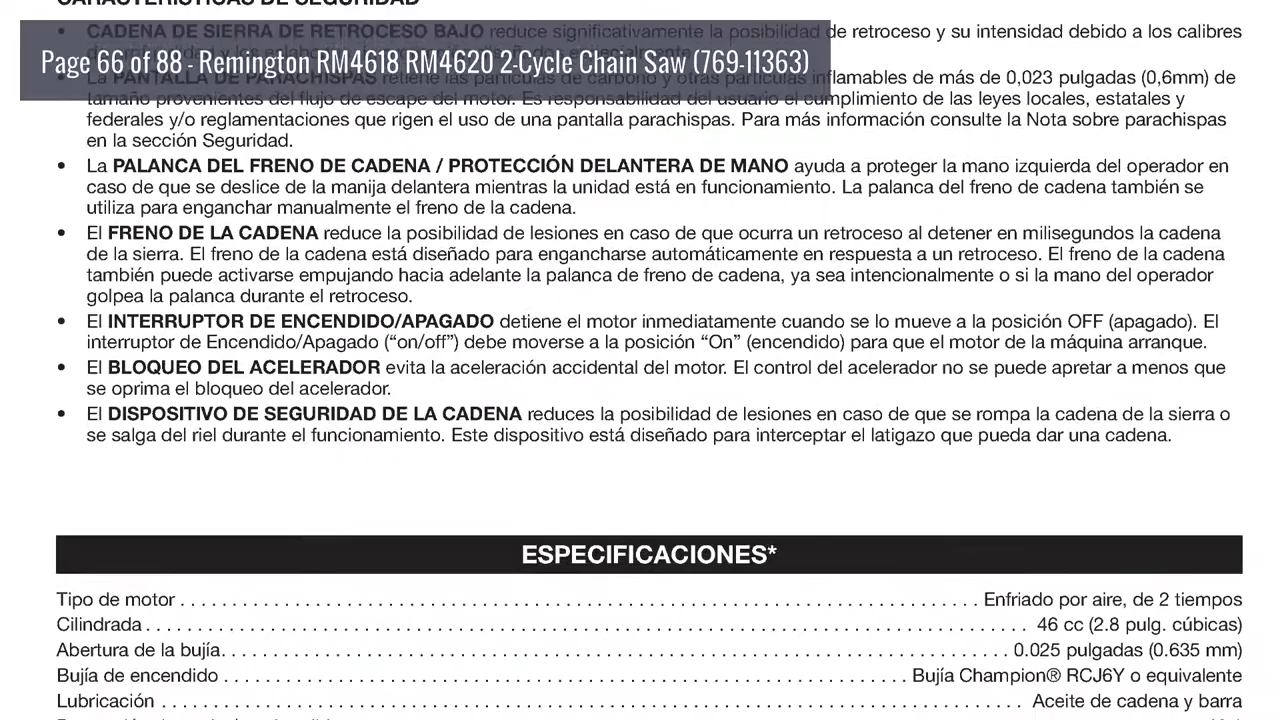 CARACTERÍSTICAS DE SEGURIDAD
• CADENA DE SIERRA DE RETROCESO BAJO reduce significativamente la posibilidad de retroceso y su intensidad debido a los calibres
Page 66 of 88 - Remington RM4618 RM4620 2-Cycle Chain Saw (769-11363)
• La PANTALLA DE PARACHISPAS retiene las partículas de carbono y otras partículas inflamables de más de 0,023 pulgadas (0,6mm) de
tamaño provenientes del flujo de escape del motor. Es responsabilidad del usuario el cumplimiento de las leyes locales, estatales y
federales y/o reglamentaciones que rigen el uso de una pantalla parachispas. Para más información consulte la Nota sobre parachispas
en la sección Seguridad.
• La PALANCA DEL FRENO DE CADENA / PROTECCIÓN DELANTERA DE MANO ayuda a proteger la mano izquierda del operador en
caso de que se deslice de la manija delantera mientras la unidad está en funcionamiento. La palanca del freno de cadena también se
utiliza para enganchar manualmente el freno de la cadena.
• El FRENO DE LA CADENA reduce la posibilidad de lesiones en caso de que ocurra un retroceso al detener en milisegundos la cadena
de la sierra. El freno de la cadena está diseñado para engancharse automáticamente en respuesta a un retroceso. El freno de la cadena
también puede activarse empujando hacia adelante la palanca de freno de cadena, ya sea intencionalmente o si la mano del operador
golpea la palanca durante el retroceso.
• El INTERRUPTOR DE ENCENDIDO/APAGADO detiene el motor inmediatamente cuando se lo mueve a la posición OFF (apagado). El
interruptor de Encendido/Apagado (“on/off”) debe moverse a la posición “On” (encendido) para que el motor de la máquina arranque.
• El BLOQUEO DEL ACELERADOR evita la aceleración accidental del motor. El control del acelerador no se puede apretar a menos que
se oprima el bloqueo del acelerador.
• El DISPOSITIVO DE SEGURIDAD DE LA CADENA reduces la posibilidad de lesiones en caso de que se rompa la cadena de la sierra o
se salga del riel durante el funcionamiento. Este dispositivo está diseñado para interceptar el latigazo que pueda dar una cadena.
ESPECIFICACIONES*
Tipo de motor . . . . . . . . . . Enfriado por aire, de 2 tiempos
Cilindrada . . . . . . . . . . 46 cc (2.8 pulg. cúbicas)
Abertura de la bujía. . . . . . . . . . 0.025 pulgadas (0.635 mm)
Bujía de encendido . . . . . . . . . . Bujía Champion® RCJ6Y o equivalente
Lubricación . . . . . . . . . . Aceite de cadena y barra